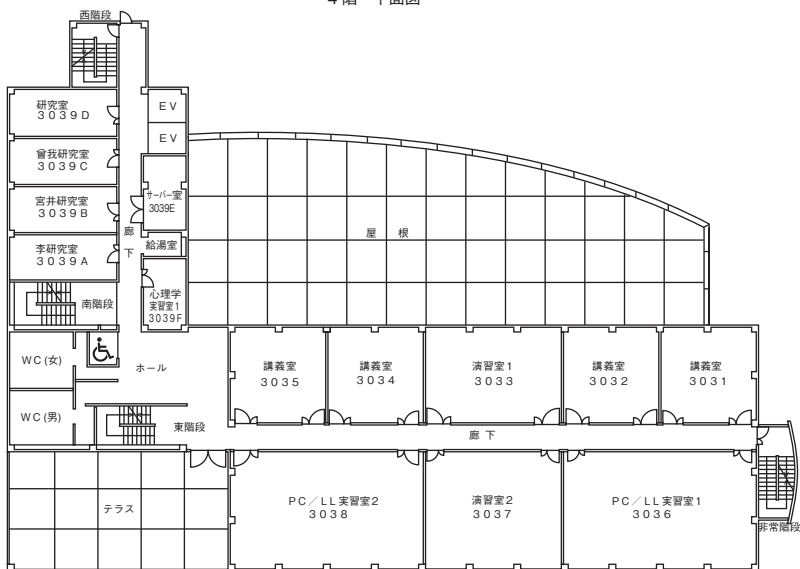 4階 平面図
西階段
研究室
3039D
EV
EV
曾我研究室
3039C
サーバー室
3039E
宮井研究室
3039B
廊下
屋 根
給湯室
李研究室
3039A
心理学
実習室1
3039F
南階段
WC(女)
ホール
講義室
3035
講義室
3034
演習室1
3033
講義室
3032
講義室
3031
WC(男)
東階段
廊 下
テラス
PC/LL実習室2
3038
演習室2
3037
PC/LL実習室1
3036
非常階段